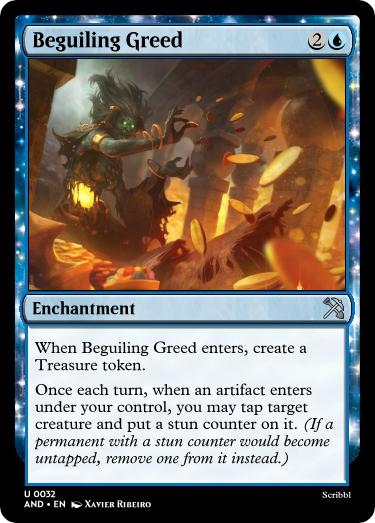 Beguiling Greed 2
Enchantment
When Beguiling Greed enters, create a
Treasure token.
Once each turn, when an artifact enters
under your control, you may tap target
creature and put a stun counter on it. (If a
permanent with a stun counter would become
untapped, remove one from it instead.)
U 0032
AND • EN Xavier Ribeiro
Scribbl